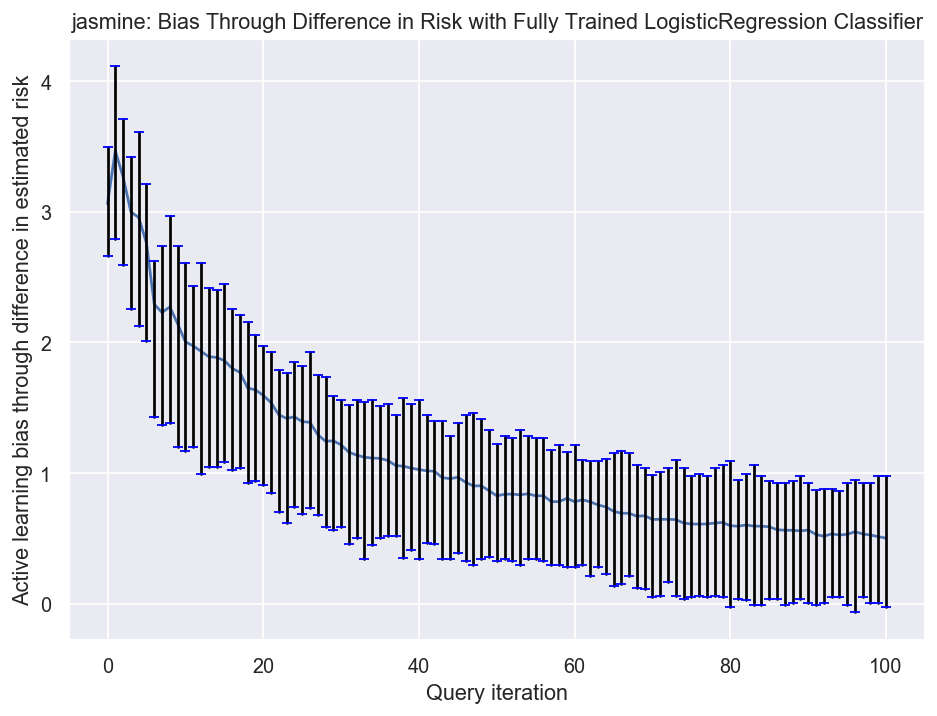 jasmine: Bias Through Difference in Risk with Fully Trained LogisticRegression Classifier
Active learning bias through difference in estimated risk
4
3
2
1
0
0 20 40 60 80 100
Query iteration